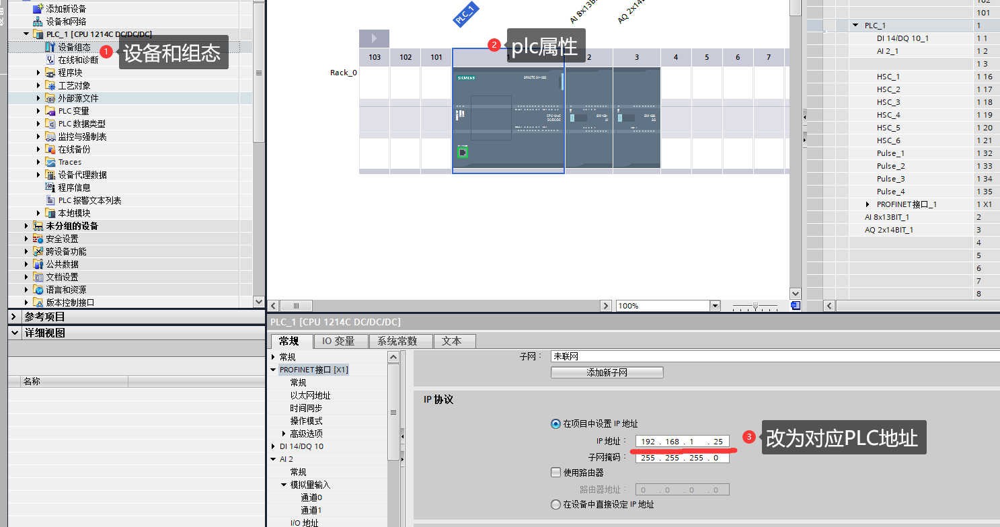 添加新设备
设备和网络
PLC_1 [CPU 1214C DC/DC/DC]
设备组态
在线和诊断
程序块
工艺对象
外部源文件
PLC 变量
PLC 数据类型
监控与强制表
在线备份
Traces
设备代理数据
程序信息
PLC 报警文本列表
本地模块
未分组的设备
安全设置
跨设备功能
公共数据
文档设置
语言和资源
版本控制接口
1 设备和组态
参考项目
详细视图
名称
PLC_1
AI 8x13B
AQ 2x14
2 plc属性
103 102 101 1 2 3 4 5 6 7
Rack_0
SIEMENS
SIMATIC S7-1200
CPU 1214C
DC/DC/DC
100%
101
PLC_1 1
DI 14/DQ 10_1 1 1
AI 2_1 1 2
1 3
HSC_1 1 16
HSC_2 1 17
HSC_3 1 18
HSC_4 1 19
HSC_5 1 20
HSC_6 1 21
Pulse_1 1 32
Pulse_2 1 33
Pulse_3 1 34
Pulse_4 1 35
PROFINET 接口_1 1 X1
AI 8x13BIT_1 2
AQ 2x14BIT_1 3
4
5
6
7
8
PLC_1 [CPU 1214C DC/DC/DC]
常规 IO 变量 系统常数 文本
常规
PROFINET 接口 [X1]
常规
以太网地址
时间同步
操作模式
高级选项
DI 14/DQ 10
AI 2
常规
模拟量输入
通道0
通道1
I/O 地址
子网： 未联网
添加新子网
IP 协议
在项目中设置 IP 地址
IP 地址： 192 . 168 . 1 . 25
子网掩码： 255 . 255 . 255 . 0
使用路由器
路由器地址： 0 . 0 . 0 . 0
在设备中直接设定 IP 地址
3 改为对应PLC地址